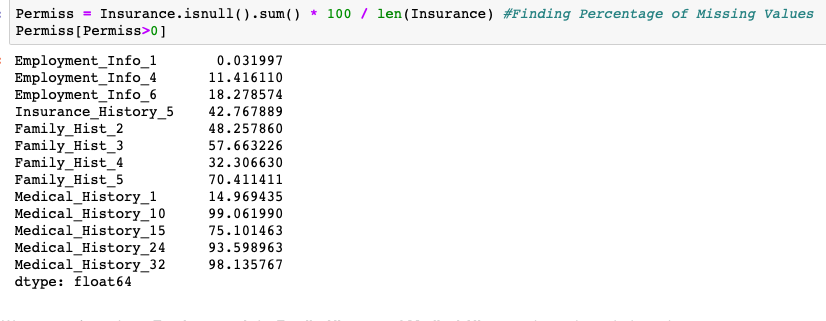 Permiss = Insurance.isnull().sum() * 100 / len(Insurance) #Finding Percentage of Missing Values
Permiss[Permiss>0]
Employment_Info_1 0.031997
Employment_Info_4 11.416110
Employment_Info_6 18.278574
Insurance_History_5 42.767889
Family_Hist_2 48.257860
Family_Hist_3 57.663226
Family_Hist_4 32.306630
Family_Hist_5 70.411411
Medical_History_1 14.969435
Medical_History_10 99.061990
Medical_History_15 75.101463
Medical_History_24 93.598963
Medical_History_32 98.135767
dtype: float64